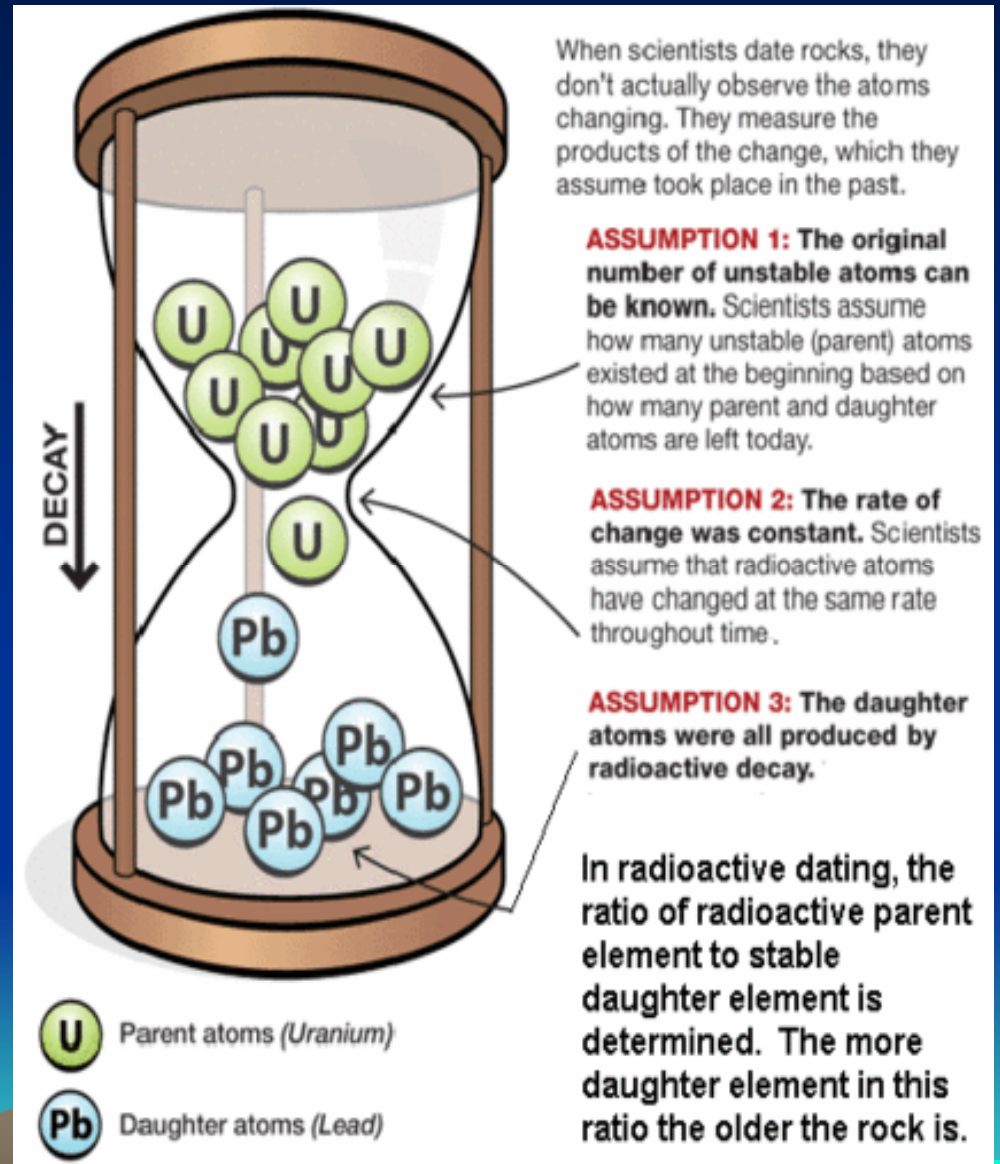 When scientists date rocks, they
don't actually observe the atoms
changing. They measure the
products of the change, which they
assume took place in the past.
ASSUMPTION 1: The original
number of unstable atoms can
be known. Scientists assume
how many unstable (parent) atoms
existed at the beginning based on
how many parent and daughter
atoms are left today.
ASSUMPTION 2: The rate of
change was constant. Scientists
assume that radioactive atoms
have changed at the same rate
throughout time.
ASSUMPTION 3: The daughter
atoms were all produced by
radioactive decay.
In radioactive dating, the
ratio of radioactive parent
element to stable
daughter element is
determined. The more
daughter element in this
ratio the older the rock is.
DECAY
U
U
U
U
U
U
U
U
U
Pb
Pb
Pb
Pb
Pb
Pb
Pb
U Parent atoms (Uranium)
Pb Daughter atoms (Lead)